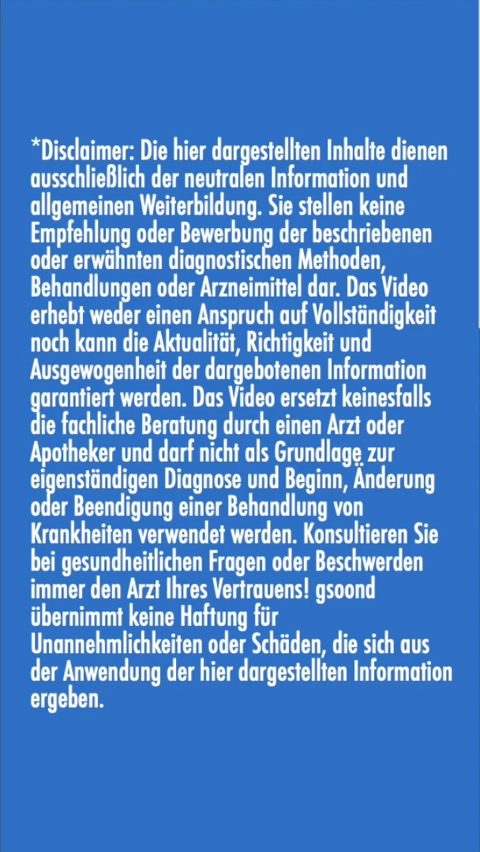 *Disclaimer: Die hier dargestellten Inhalte dienen
ausschließlich der neutralen Information und
allgemeinen Weiterbildung. Sie stellen keine
Empfehlung oder Bewerbung der beschriebenen
oder erwähnten diagnostischen Methoden,
Behandlungen oder Arzneimittel dar. Das Video
erhebt weder einen Anspruch auf Vollständigkeit
noch kann die Aktualität, Richtigkeit und
Ausgewogenheit der dargebotenen Information
garantiert werden. Das Video ersetzt keinesfalls
die fachliche Beratung durch einen Arzt oder
Apotheker und darf nicht als Grundlage zur
eigenständigen Diagnose und Beginn, Änderung
oder Beendigung einer Behandlung von
Krankheiten verwendet werden. Konsultieren Sie
bei gesundheitlichen Fragen oder Beschwerden
immer den Arzt Ihres Vertrauens! gsoond
übernimmt keine Haftung für
Unannehmlichkeiten oder Schäden, die sich aus
der Anwendung der hier dargestellten Information
ergeben.